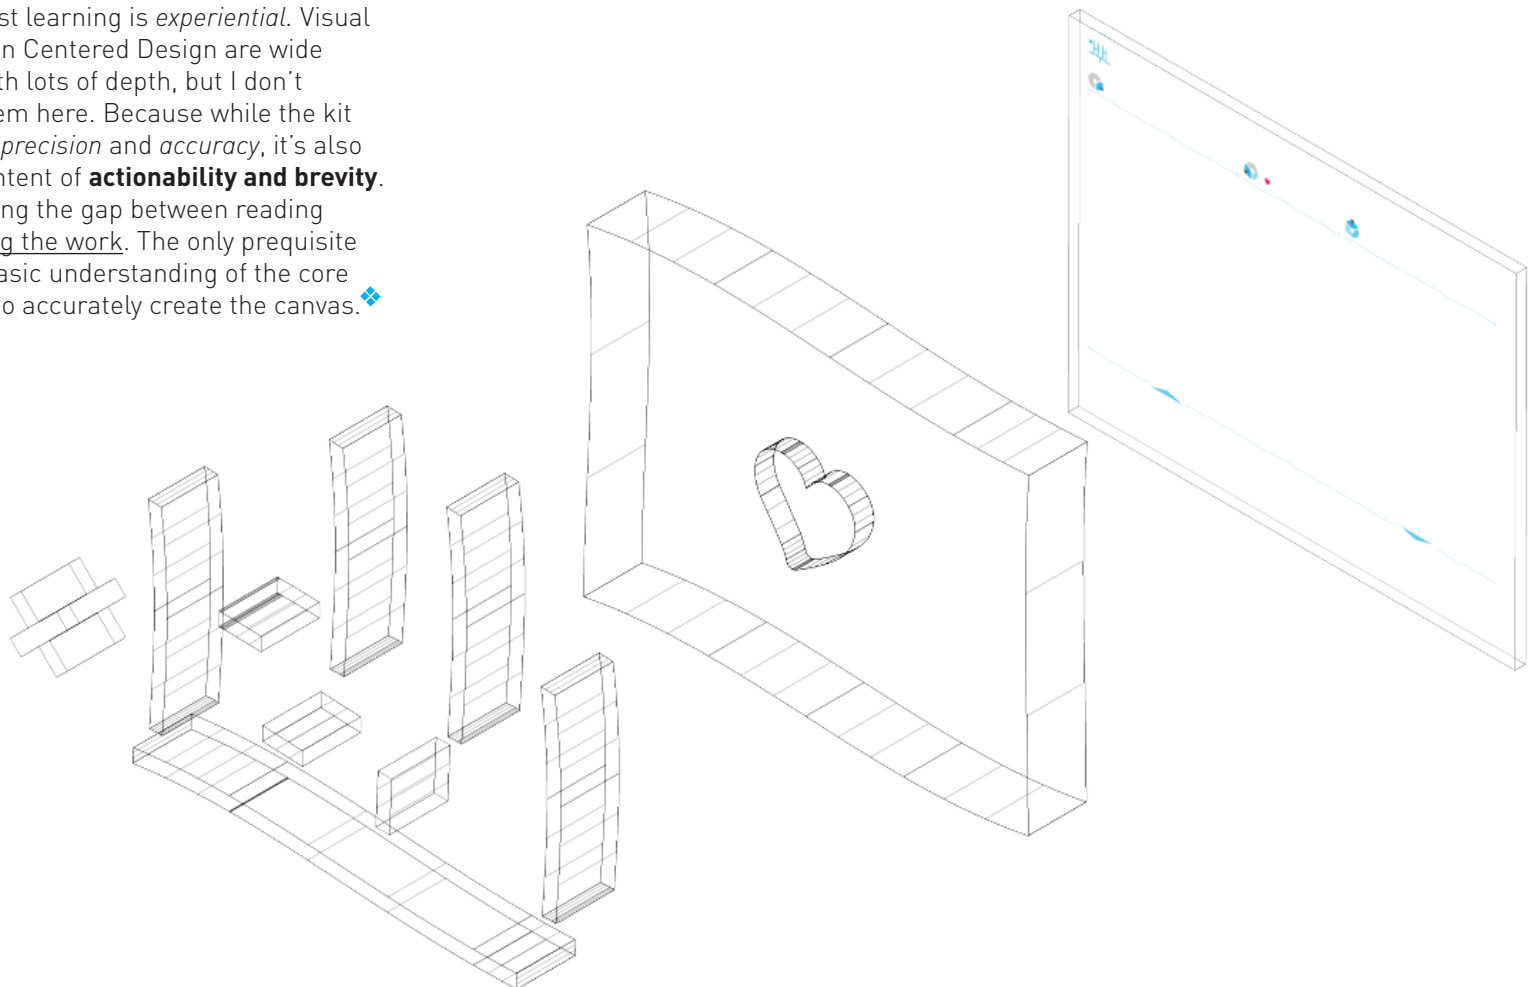 st learning is experiential. Visual
n Centered Design are wide
th lots of depth, but I don’t
em here. Because while the kit
precision and accuracy, it’s also
ntent of actionability and brevity.
ing the gap between reading
g the work. The only prequisite
asic understanding of the core
o accurately create the canvas.❖